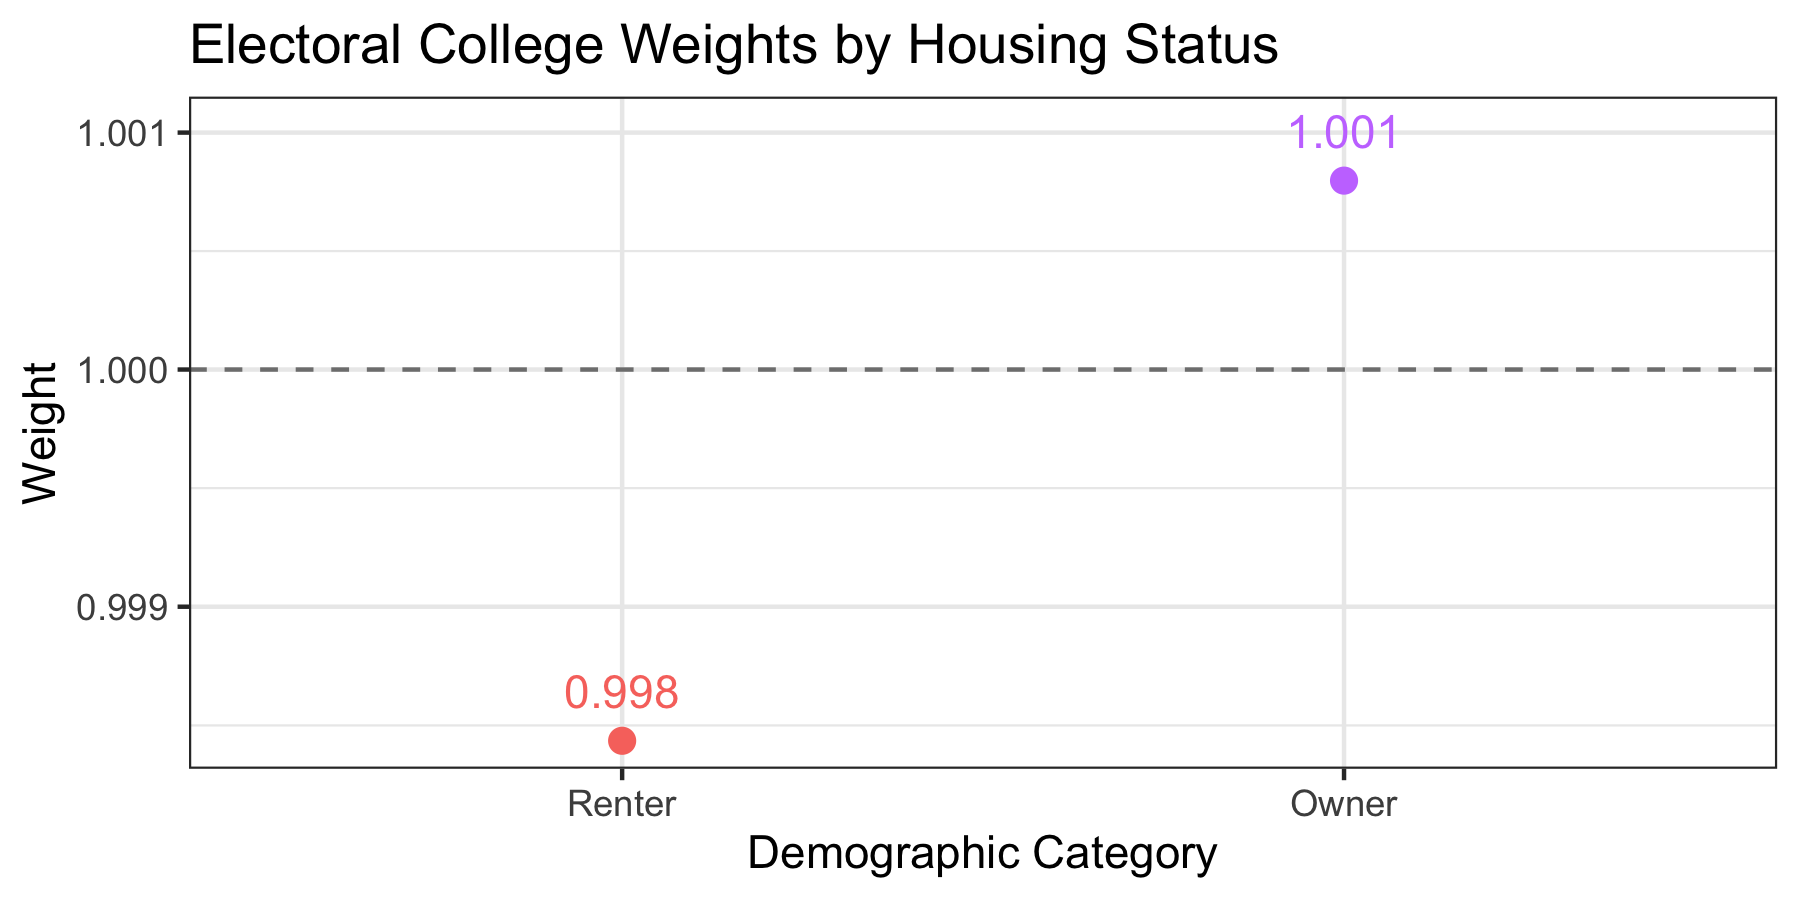 Electoral College Weights by Housing Status
1.001
1.001
1.000
Weight
0.999
0.998
Renter
Owner
Demographic Category